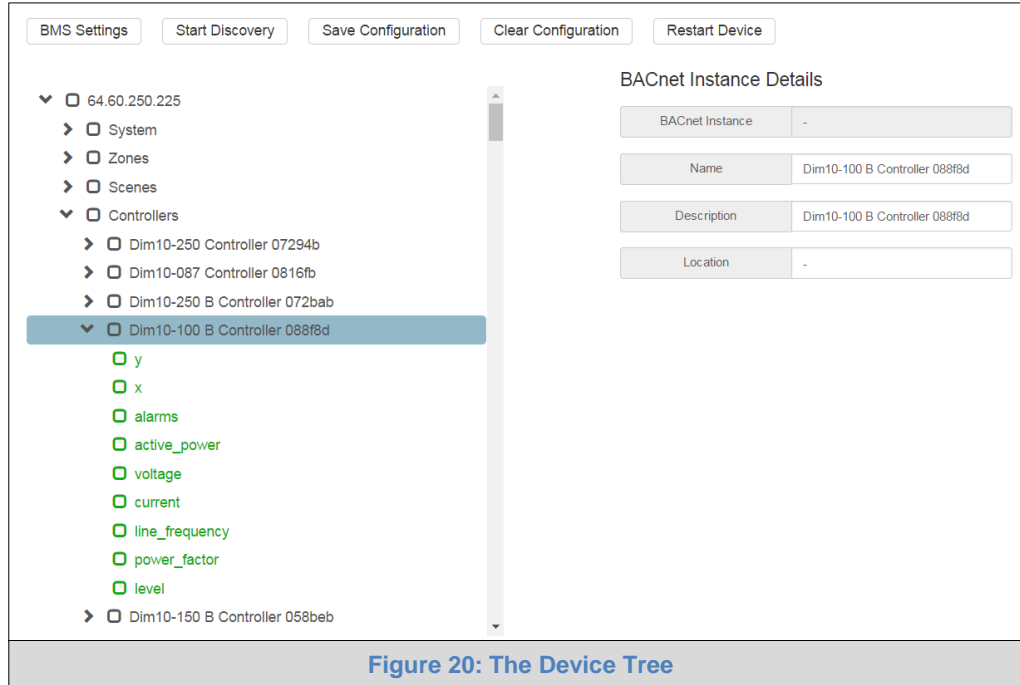 BMS Settings Start Discovery Save Configuration Clear Configuration Restart Device
64.60.250.225
System
Zones
Scenes
Controllers
Dim10-250 Controller 07294b
Dim10-087 Controller 0816fb
Dim10-250 B Controller 072bab
Dim10-100 B Controller 088f8d
y
x
alarms
active_power
voltage
current
line_frequency
power_factor
level
Dim10-150 B Controller 058beb
BACnet Instance Details
BACnet Instance -
Name Dim10-100 B Controller 088f8d
Description Dim10-100 B Controller 088f8d
Location -
Figure 20: The Device Tree